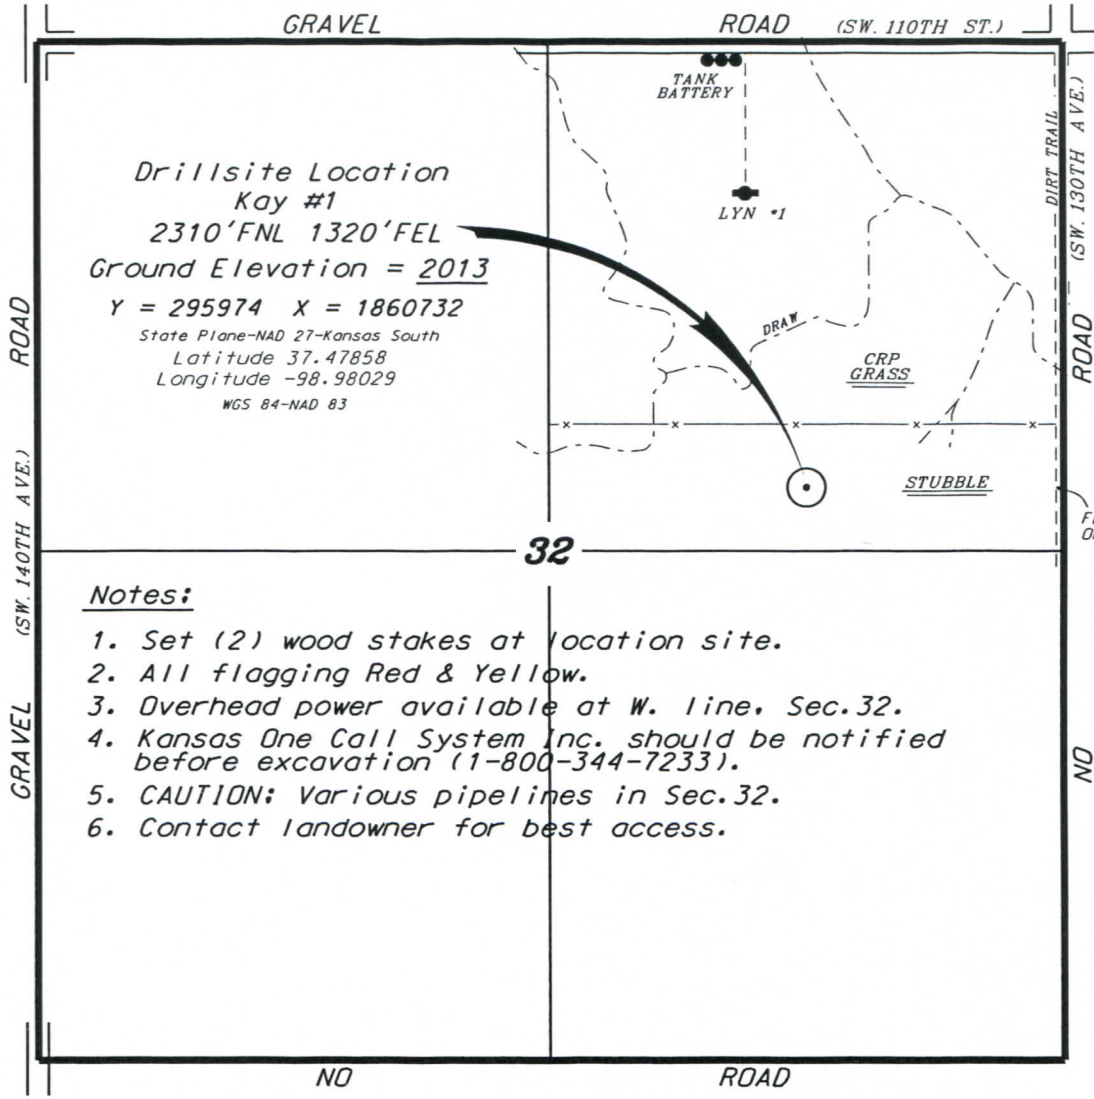 GRAVEL ROAD (SW. 110TH ST.)
TANK
BATTERY
LYN #1
Drillsite Location
Kay #1
2310'FNL 1320'FEL
Ground Elevation = 2013
Y = 295974 X = 1860732
State Plane-NAD 27-Kansas South
Latitude 37.47858
Longitude -98.98029
WGS 84-NAD 83
DRAW
CRP
GRASS
STUBBLE
DIRT TRAIL
NO ROAD (SW. 130TH AVE.)
GRAVEL (SW. 140TH AVE.) ROAD
32
Notes:
1. Set (2) wood stakes at location site.
2. All flagging Red & Yellow.
3. Overhead power available at W. line, Sec.32.
4. Kansas One Call System Inc. should be notified
before excavation (1-800-344-7233).
5. CAUTION: Various pipelines in Sec.32.
6. Contact landowner for best access.
NO ROAD